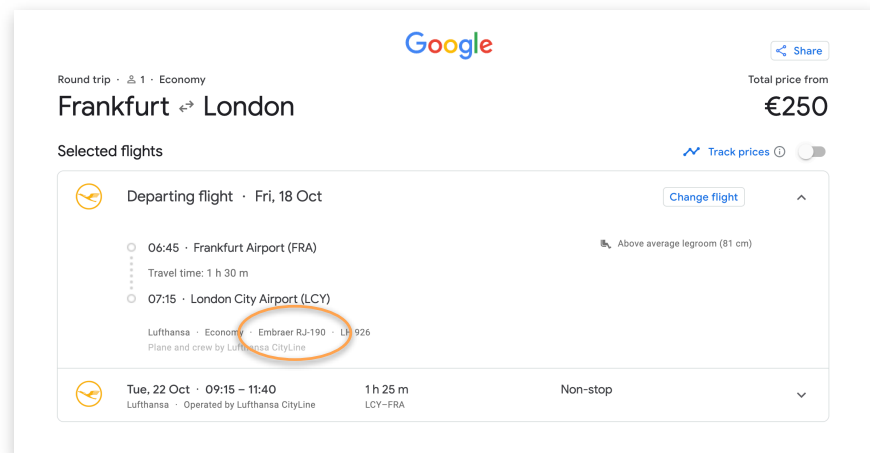 Google
Share
Round trip · 1 · Economy
Total price from
Frankfurt ⇄ London
€250
Selected flights
Track prices
Departing flight · Fri, 18 Oct
Change flight
06:45 · Frankfurt Airport (FRA)
Above average legroom (81 cm)
Travel time: 1 h 30 m
07:15 · London City Airport (LCY)
Lufthansa · Economy · Embraer RJ-190 · LH 926
Plane and crew by Lufthansa CityLine
Tue, 22 Oct · 09:15 – 11:40
1 h 25 m
Non-stop
Lufthansa · Operated by Lufthansa CityLine
LCY–FRA